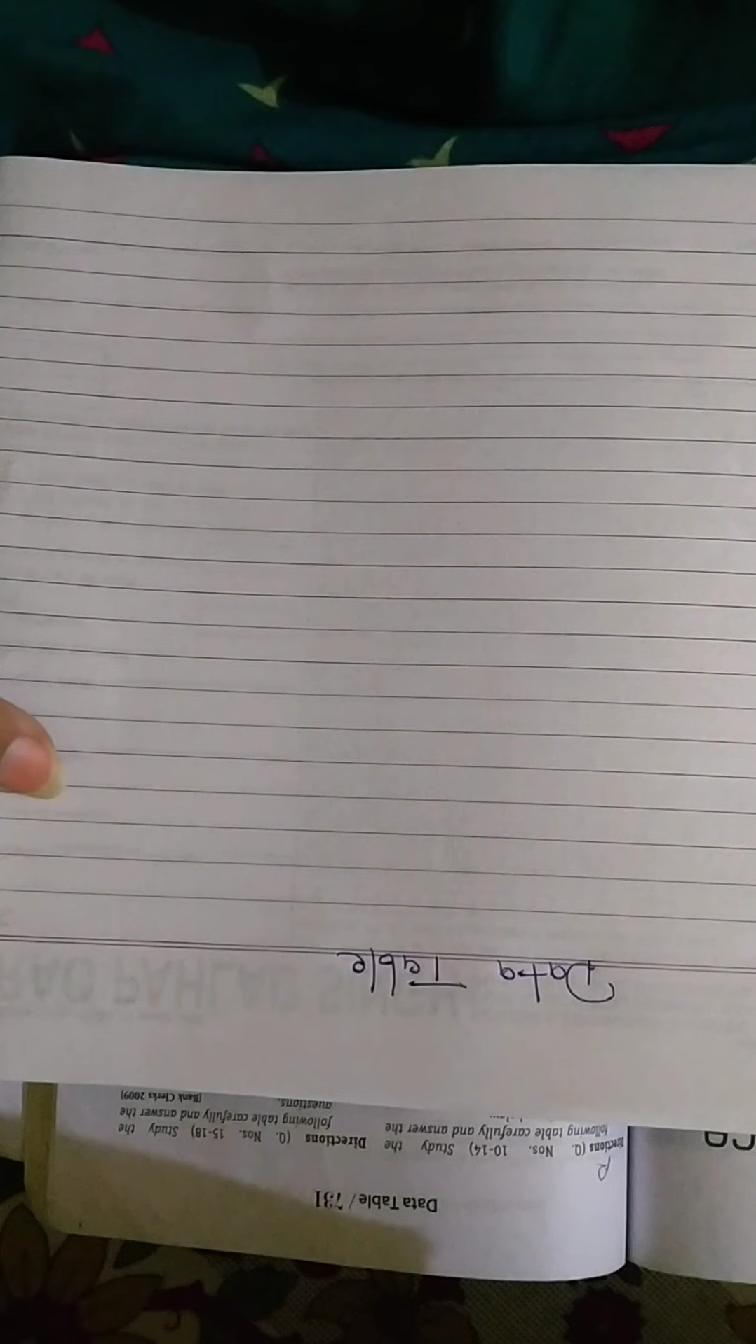 Data Table / 731
Directions (Q. Nos. 10-14) Study the
following table carefully and answer the
Directions (Q. Nos. 15-18) Study the
following table carefully and answer the
questions. [Bank Clerks 2009]
Data Table